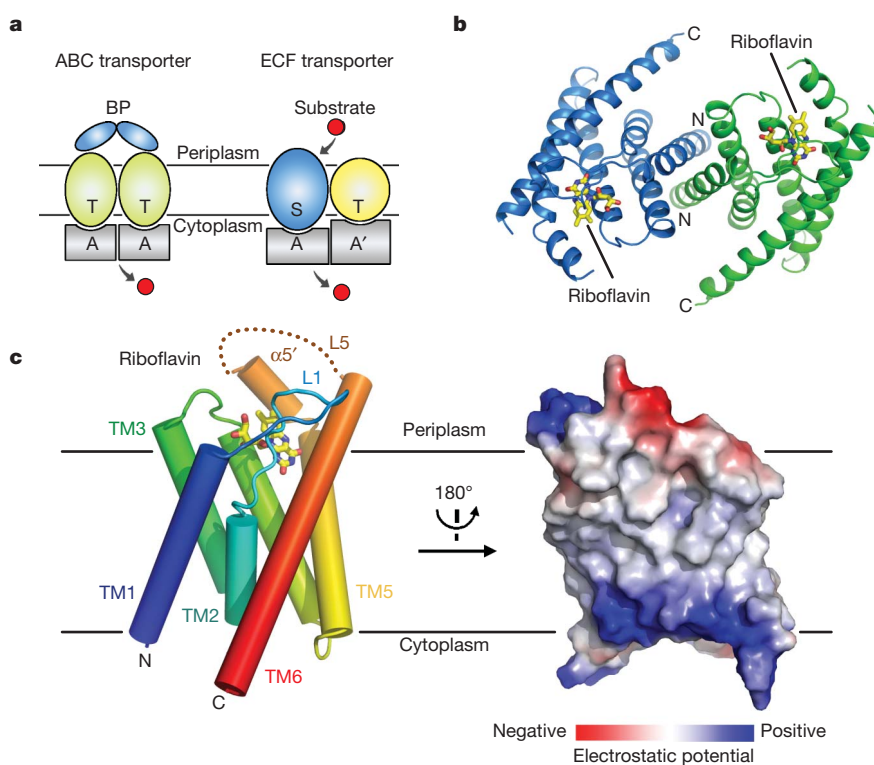 a
ABC transporter
ECF transporter
BP
Substrate
Periplasm
T T S T
Cytoplasm
A A A A′
b
C
Riboflavin
N
N
Riboflavin
C
c
Riboflavin
α5′
L5
L1
TM3
Periplasm
180°
TM1
TM2
TM5
N
TM6
C
Cytoplasm
Negative Positive
Electrostatic potential